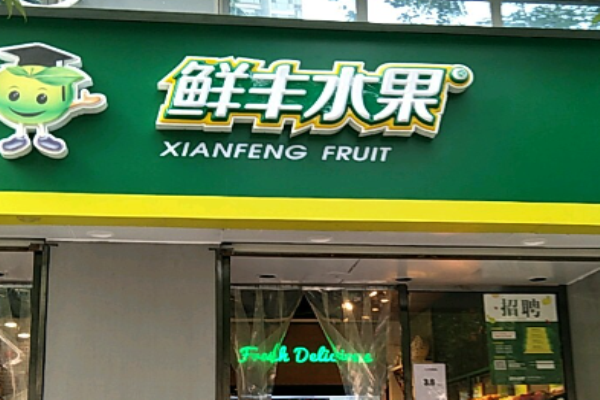 鲜丰水果
XIANFENG FRUIT
Fresh Delicious
招聘